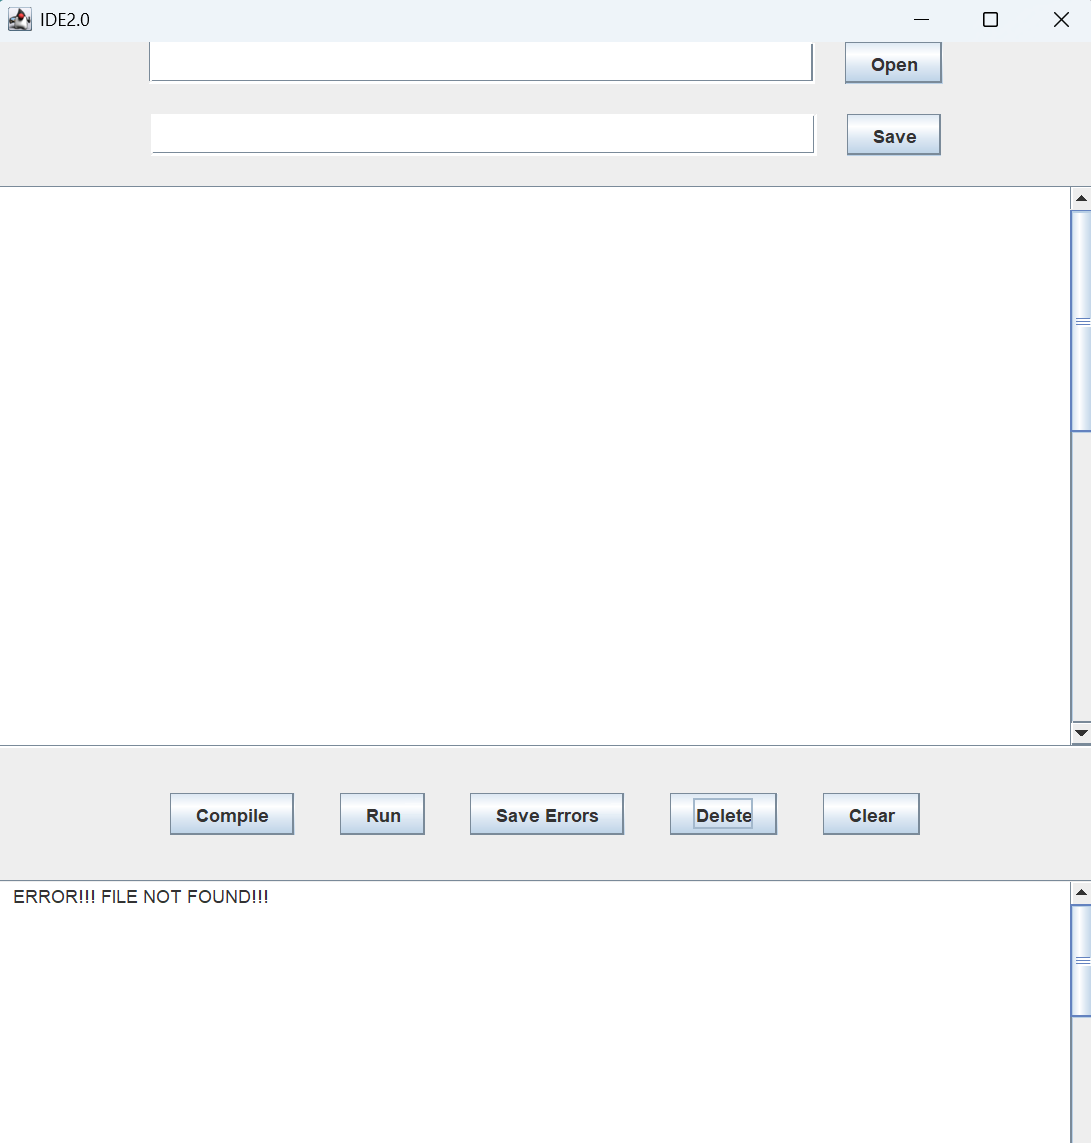 IDE2.0
Open
Save
Compile Run Save Errors Delete Clear
ERROR!!! FILE NOT FOUND!!!